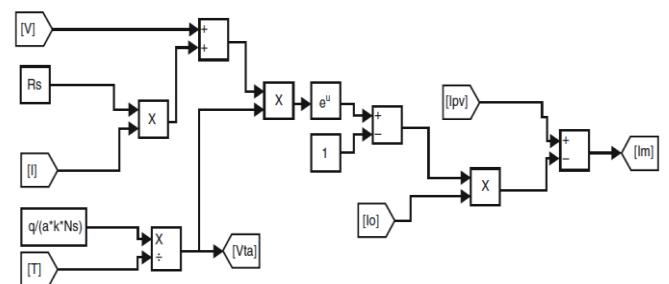 [V]
+
+
Rs
X
[I]
q/(a*k*Ns)
[T]
X
÷
[Vta]
X
e^u
1
+
−
[Ipv]
[Io]
X
+
−
[Im]